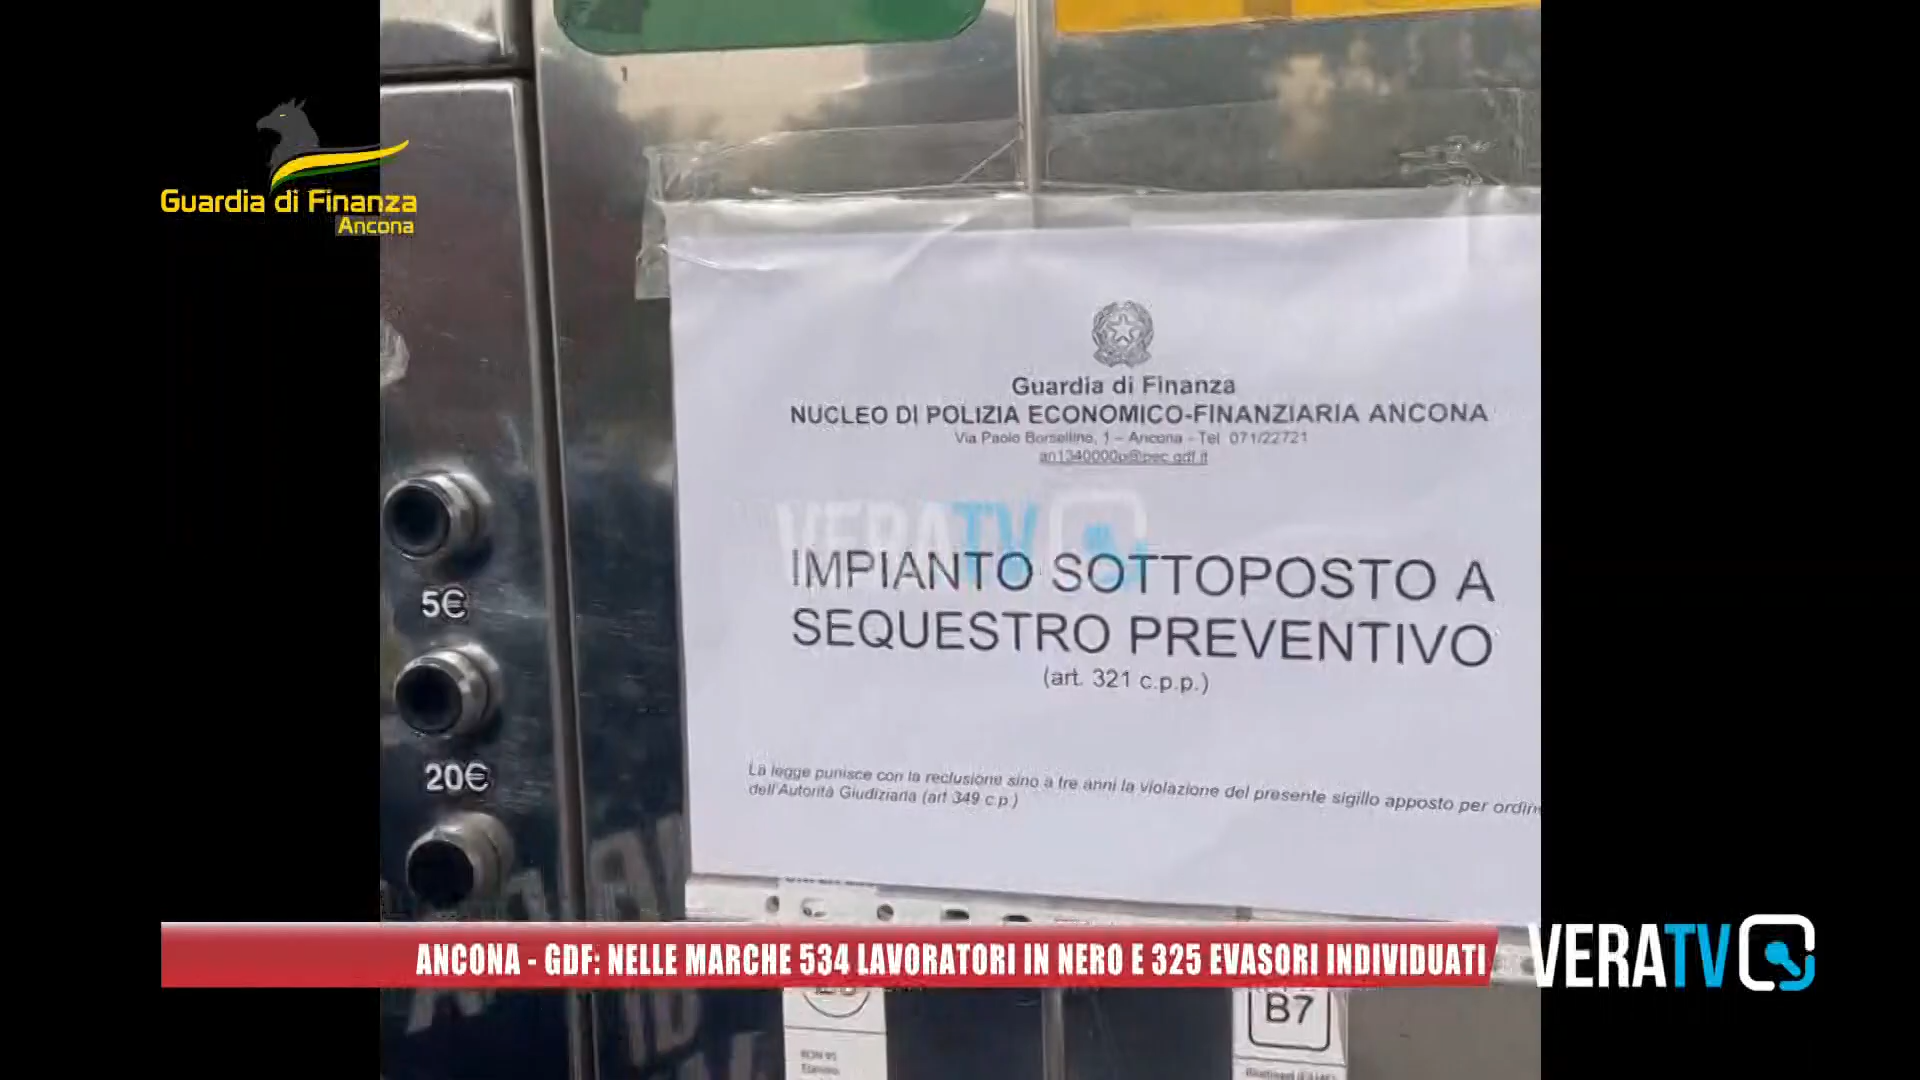 1
Guardia di Finanza
Ancona
Guardia di Finanza
NUCLEO DI POLIZIA ECONOMICO-FINANZIARIA ANCONA
Via Paolo Borsellino, 1 – Ancona - Tel. 071/22721
an1340000p@pec.gdf.it
VERATV
IMPIANTO SOTTOPOSTO A
SEQUESTRO PREVENTIVO
(art. 321 c.p.p.)
5€
20€
La legge punisce con la reclusione sino a tre anni la violazione del presente sigillo apposto per ordin
dell'Autorità Giudiziaria (art 349 c.p.)
ANCONA - GDF: NELLE MARCHE 534 LAVORATORI IN NERO E 325 EVASORI INDIVIDUATI
VERATV
B7